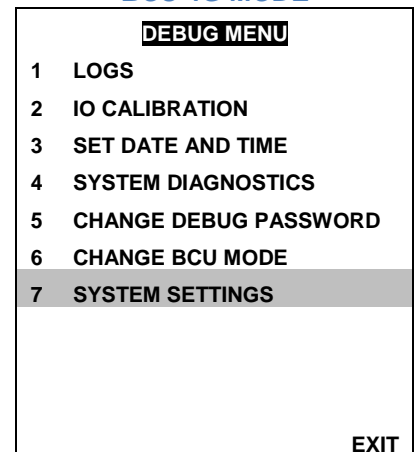 DEBUG MENU
1 LOGS
2 IO CALIBRATION
3 SET DATE AND TIME
4 SYSTEM DIAGNOSTICS
5 CHANGE DEBUG PASSWORD
6 CHANGE BCU MODE
7 SYSTEM SETTINGS
EXIT